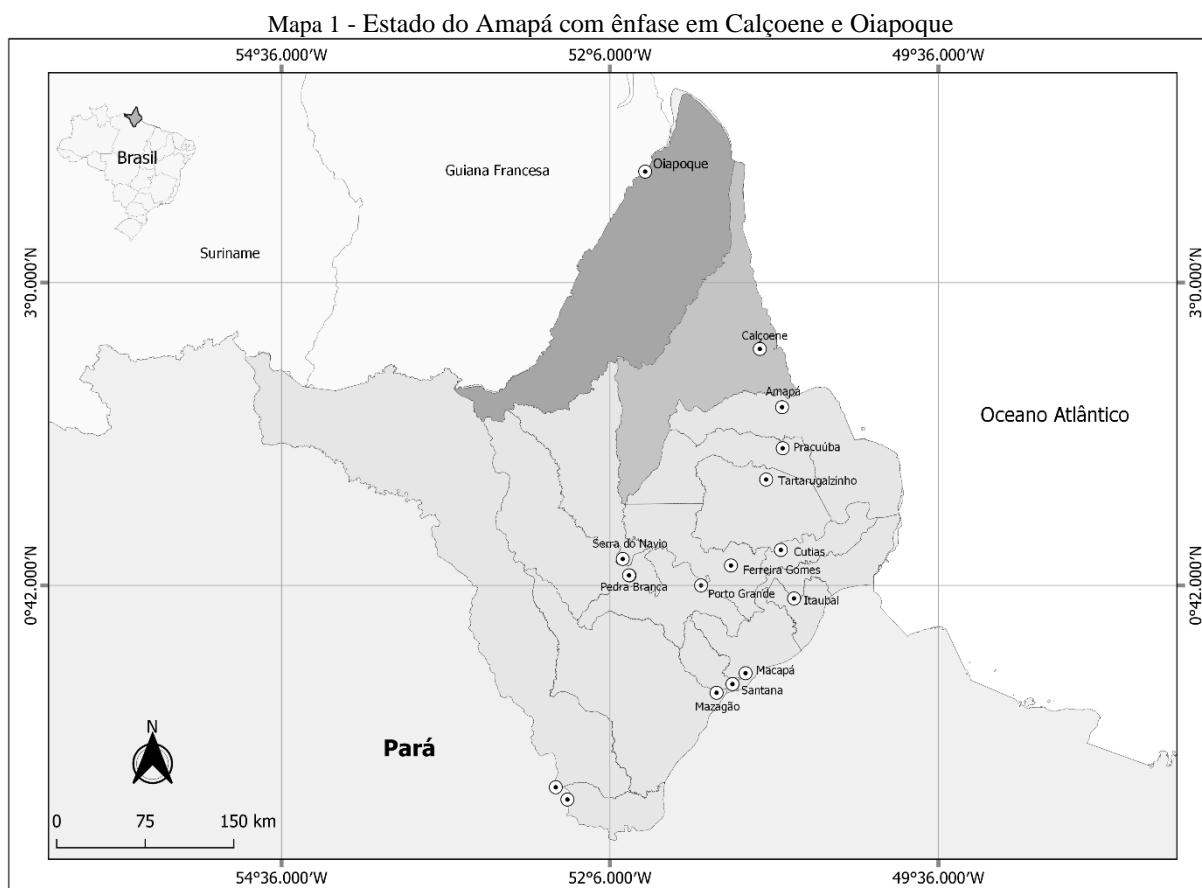 Mapa 1 - Estado do Amapá com ênfase em Calçoene e Oiapoque
54°36.000'W
52°6.000'W
49°36.000'W
Brasil
Oiapoque
Guiana Francesa
Suriname
3°0.000'N
3°0.000'N
Calçoene
Amapá
Oceano Atlântico
Pracuúba
Tartarugalzinho
Serra do Navio
Cutias
Ferreira Gomes
Pedra Branca
Porto Grande
Itaubal
0°42.000'N
0°42.000'N
Macapá
Santana
Mazagão
N
Pará
0 75 150 km
54°36.000'W
52°6.000'W
49°36.000'W